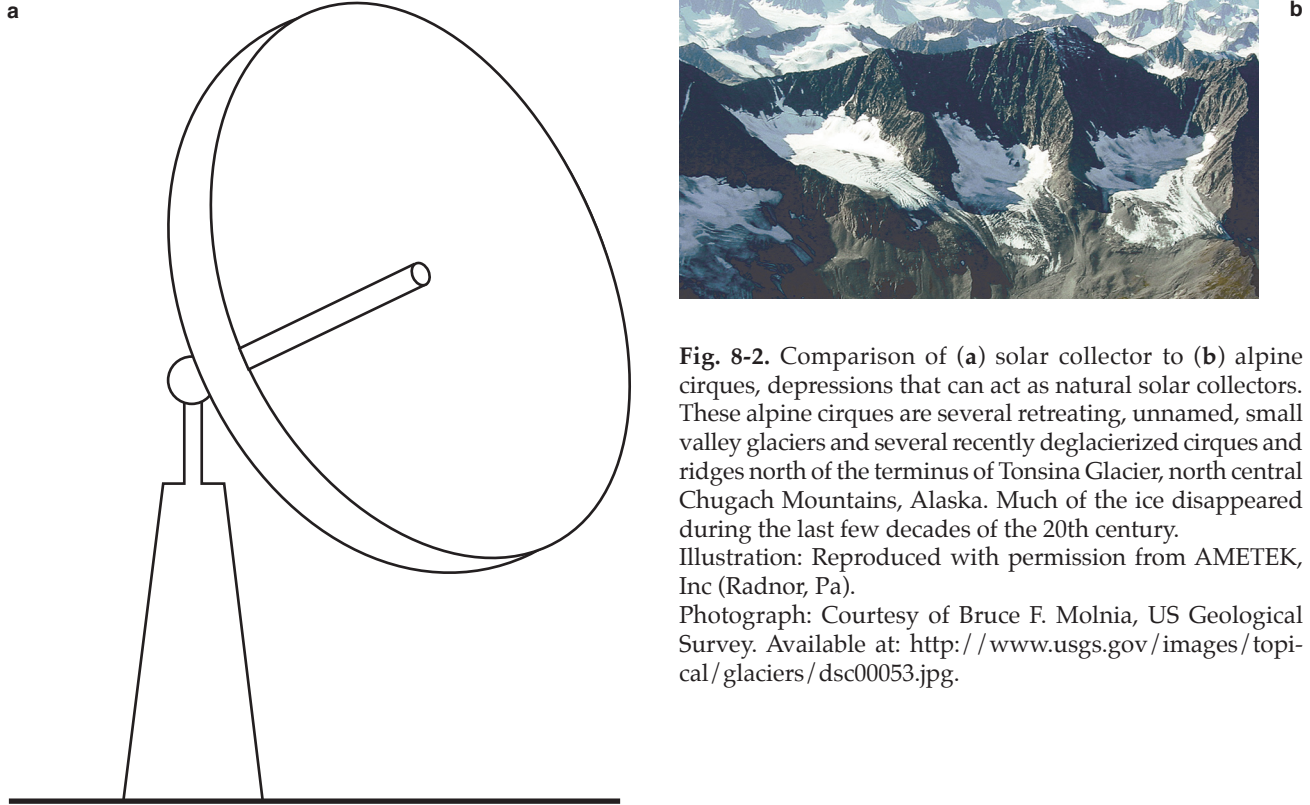 a
b
Fig. 8-2. Comparison of (a) solar collector to (b) alpine
cirques, depressions that can act as natural solar collectors.
These alpine cirques are several retreating, unnamed, small
valley glaciers and several recently deglacierized cirques and
ridges north of the terminus of Tonsina Glacier, north central
Chugach Mountains, Alaska. Much of the ice disappeared
during the last few decades of the 20th century.
Illustration: Reproduced with permission from AMETEK,
Inc (Radnor, Pa).
Photograph: Courtesy of Bruce F. Molnia, US Geological
Survey. Available at: http://www.usgs.gov/images/topi-
cal/glaciers/dsc00053.jpg.